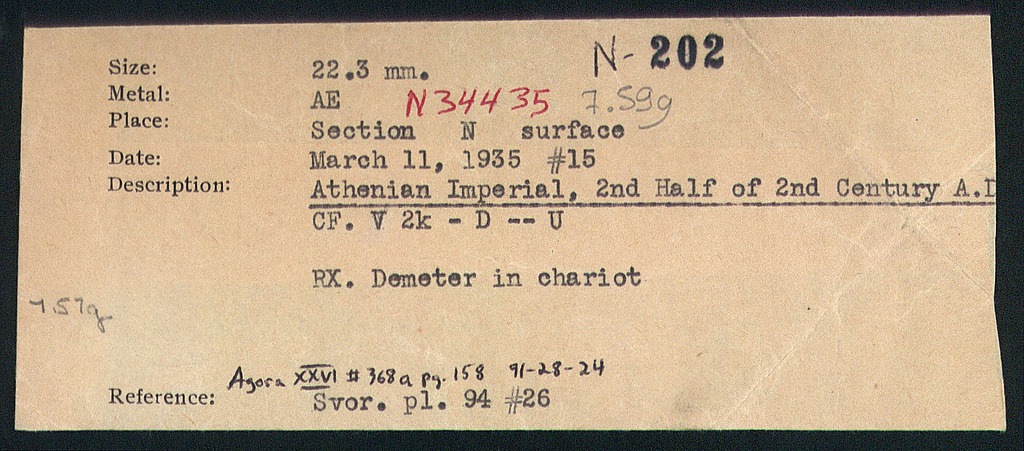 N- 202
Size: 22.3 mm.
Metal: AE N34435 7.59g
Place: Section N surface
Date: March 11, 1935 #15
Description: Athenian Imperial, 2nd Half of 2nd Century A.D
CF. V 2k - D -- U
RX. Demeter in chariot
7.57g
Agora XXVI # 368a pg. 158 91-28-24
Reference: Svor. pl. 94 #26